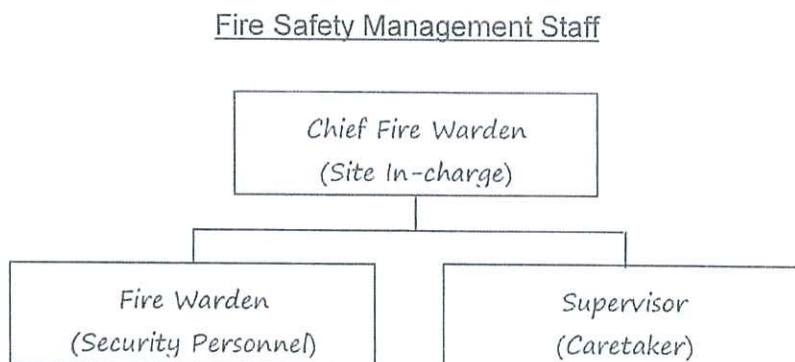 Fire Safety Management Staff
Chief Fire Warden
(Site In-charge)
Fire Warden
(Security Personnel)
Supervisor
(Caretaker)